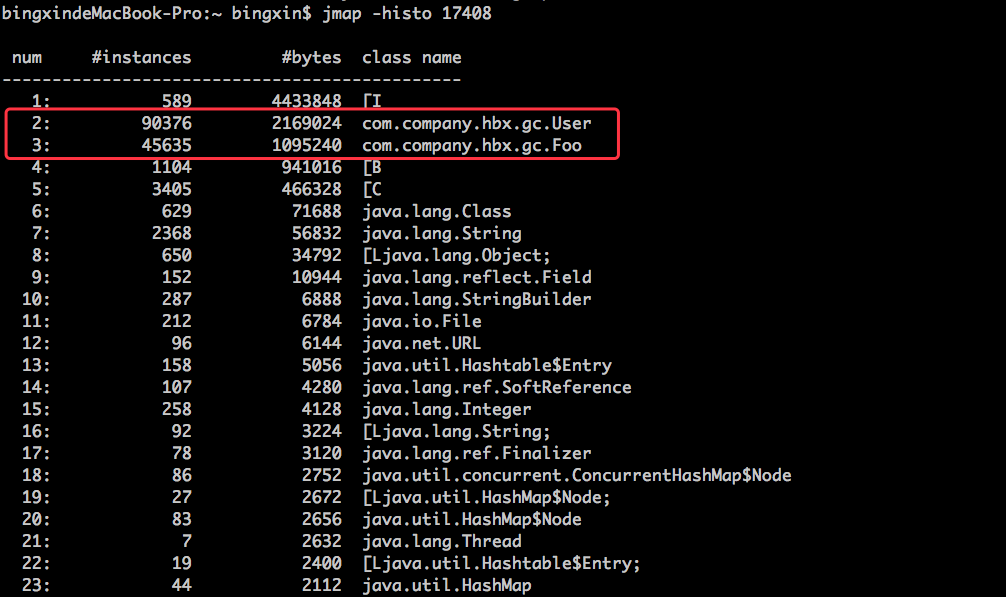 bingxindeMacBook-Pro:~ bingxin$ jmap -histo 17408
num #instances #bytes class name
----------------------------------------------
1: 589 4433848 [I
2: 90376 2169024 com.company.hbx.gc.User
3: 45635 1095240 com.company.hbx.gc.Foo
4: 1104 941016 [B
5: 3405 466328 [C
6: 629 71688 java.lang.Class
7: 2368 56832 java.lang.String
8: 650 34792 [Ljava.lang.Object;
9: 152 10944 java.lang.reflect.Field
10: 287 6888 java.lang.StringBuilder
11: 212 6784 java.io.File
12: 96 6144 java.net.URL
13: 158 5056 java.util.Hashtable$Entry
14: 107 4280 java.lang.ref.SoftReference
15: 258 4128 java.lang.Integer
16: 92 3224 [Ljava.lang.String;
17: 78 3120 java.lang.ref.Finalizer
18: 86 2752 java.util.concurrent.ConcurrentHashMap$Node
19: 27 2672 [Ljava.util.HashMap$Node;
20: 83 2656 java.util.HashMap$Node
21: 7 2632 java.lang.Thread
22: 19 2400 [Ljava.util.Hashtable$Entry;
23: 44 2112 java.util.HashMap